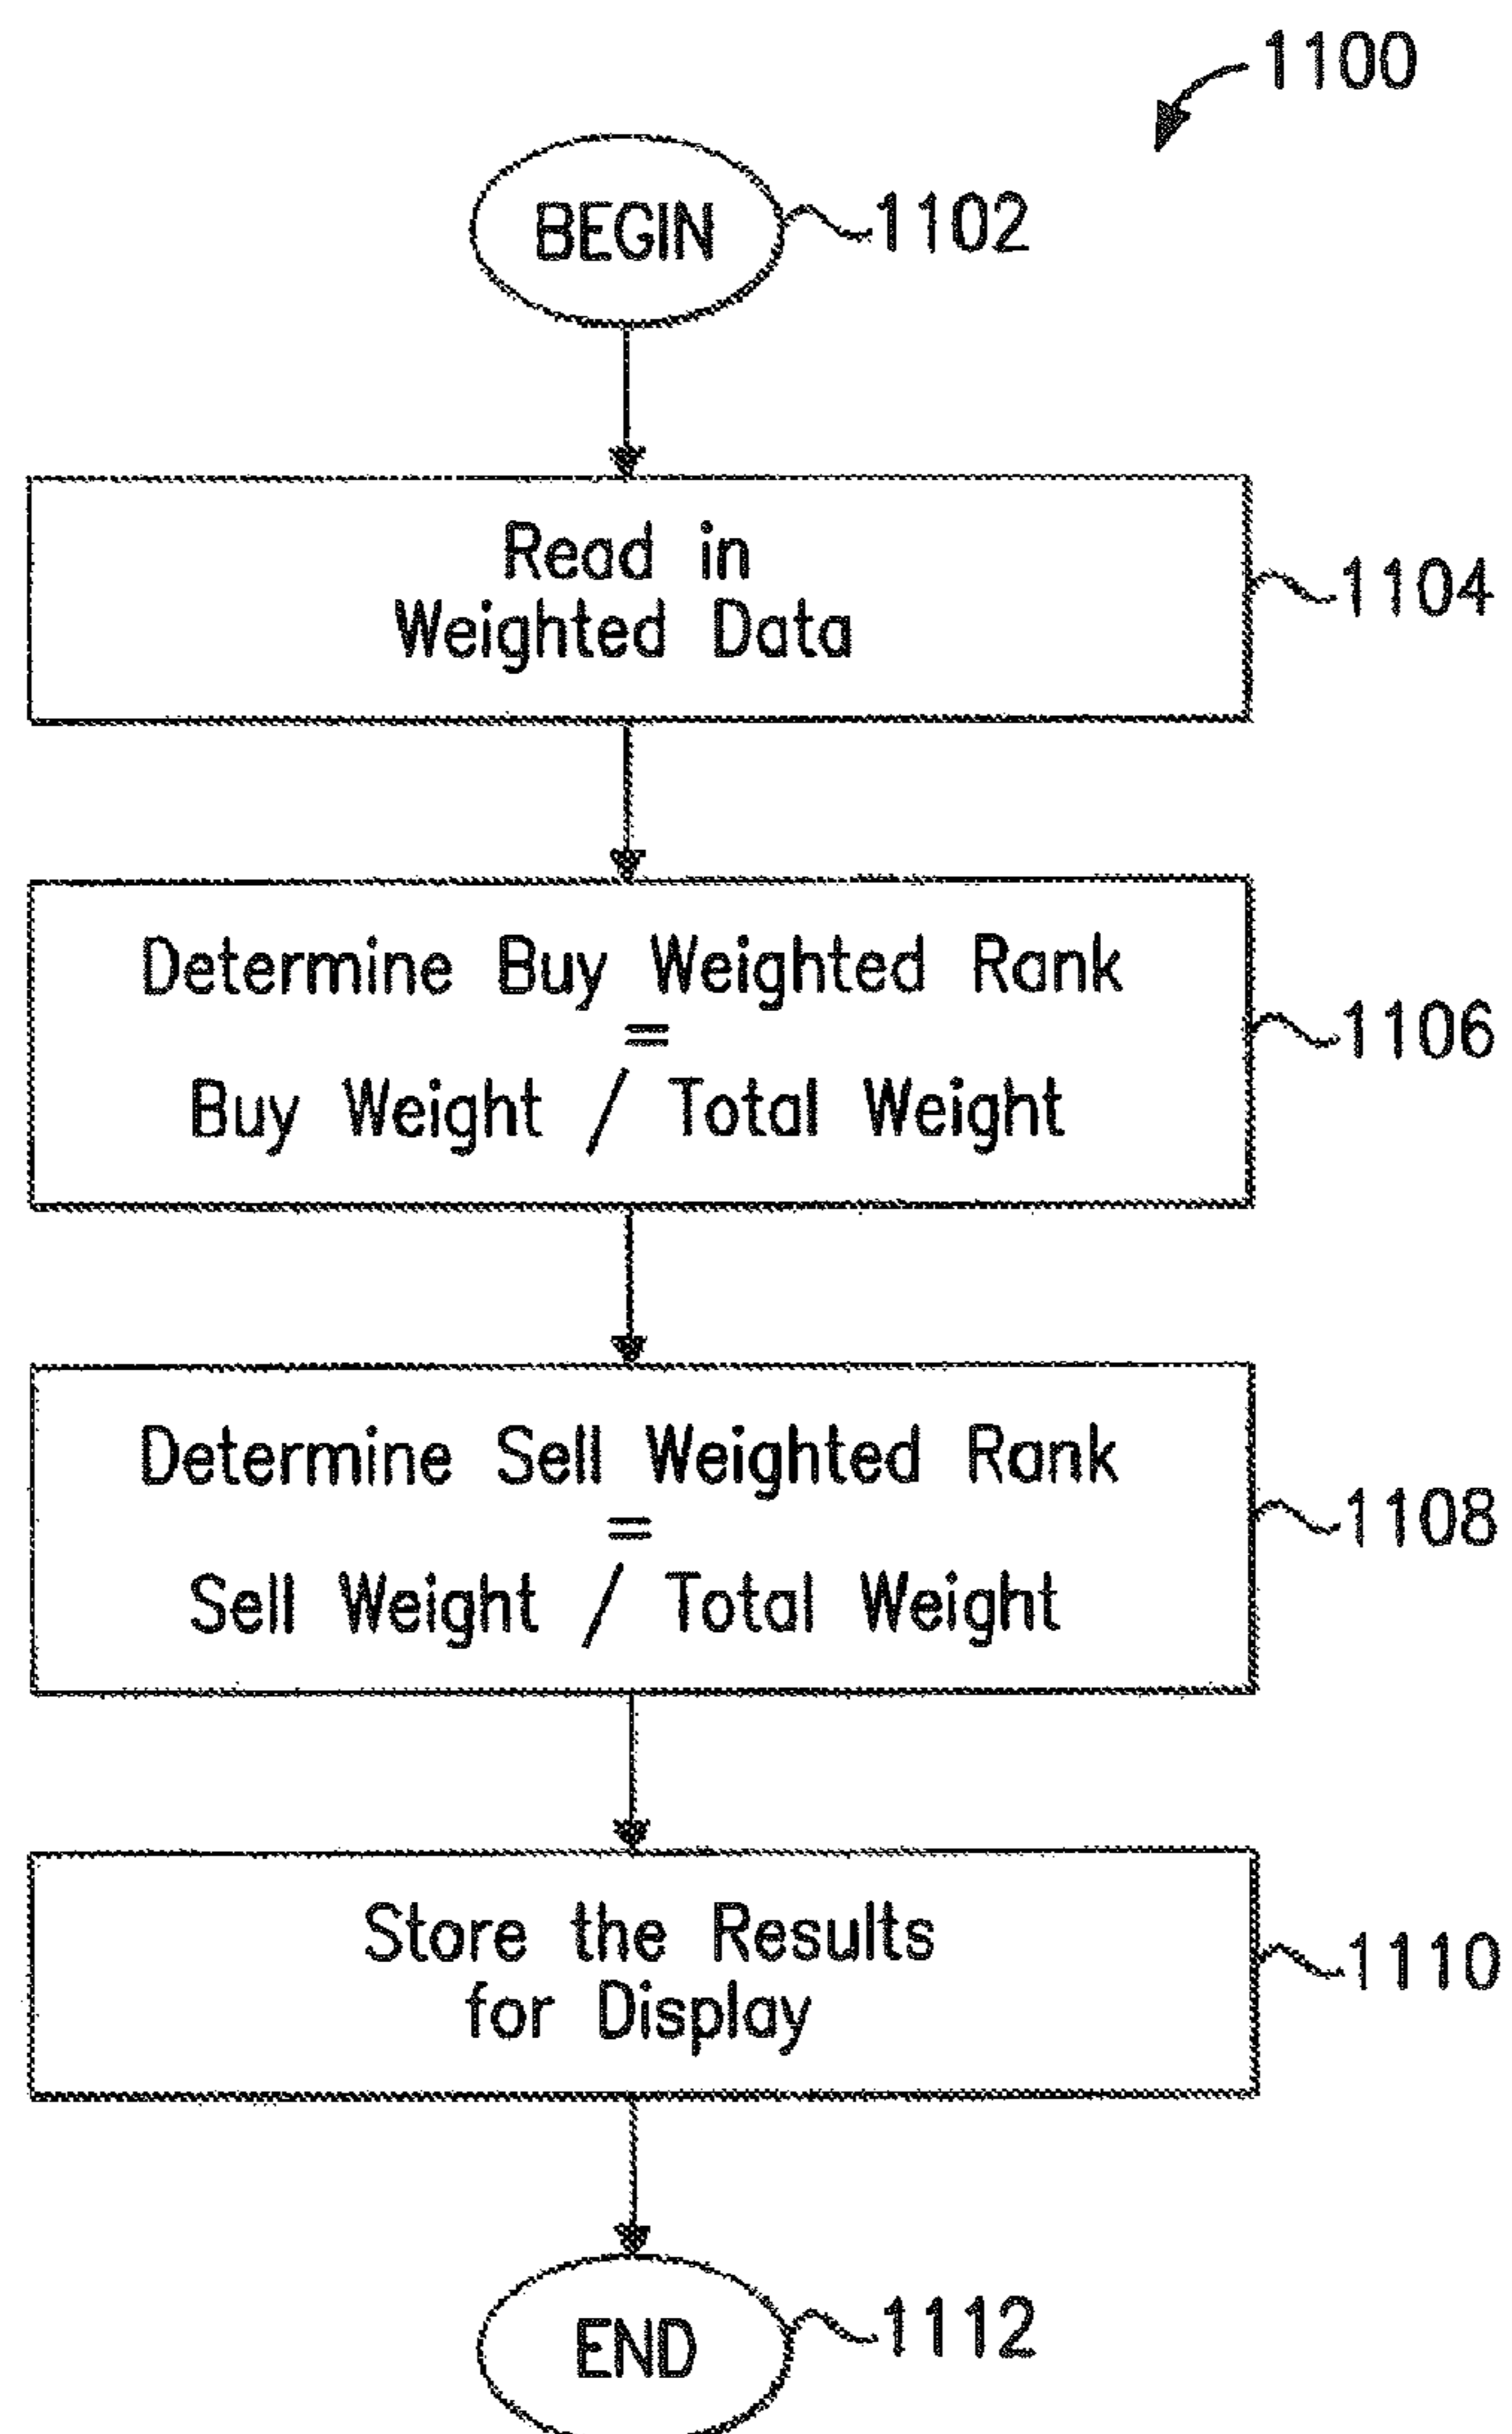 1100
BEGIN
1102
Read in
Weighted Data
1104
Determine Buy Weighted Rank
=
Buy Weight / Total Weight
1106
Determine Sell Weighted Rank
=
Sell Weight / Total Weight
1108
Store the Results
for Display
1110
END
1112